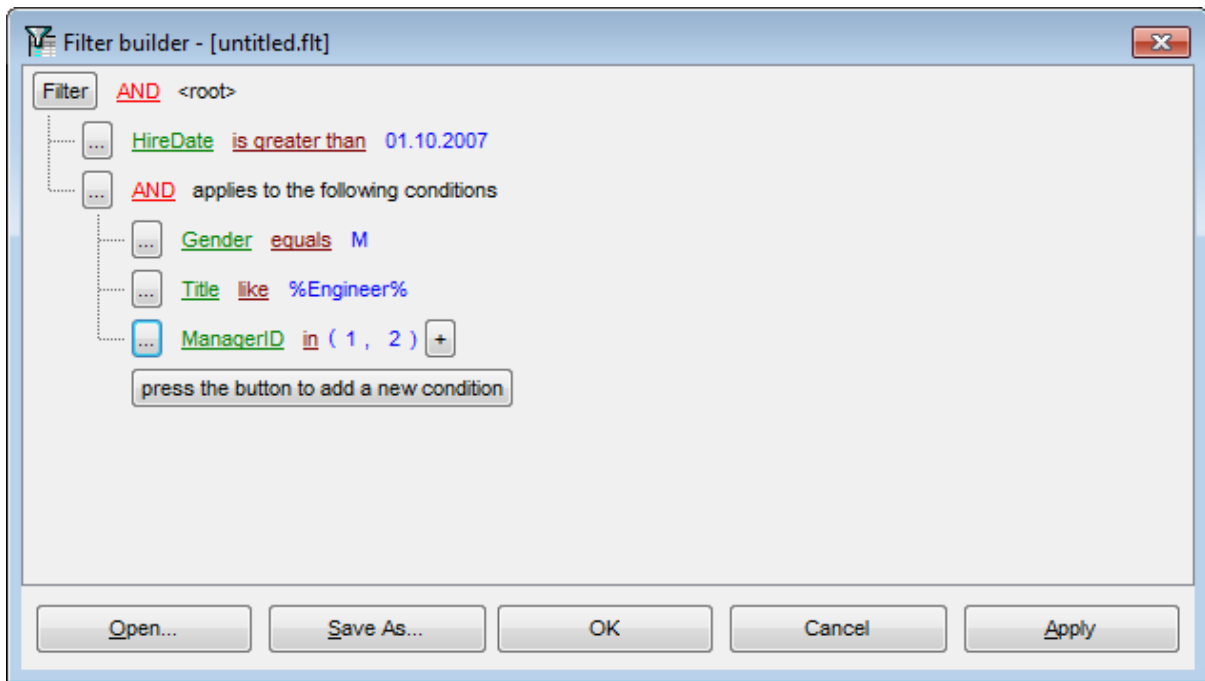 Filter builder - [untitled.flt]
Filter AND <root>
... HireDate is greater than 01.10.2007
... AND applies to the following conditions
... Gender equals M
... Title like %Engineer%
... ManagerID in ( 1 , 2 ) +
press the button to add a new condition
Open... Save As... OK Cancel Apply